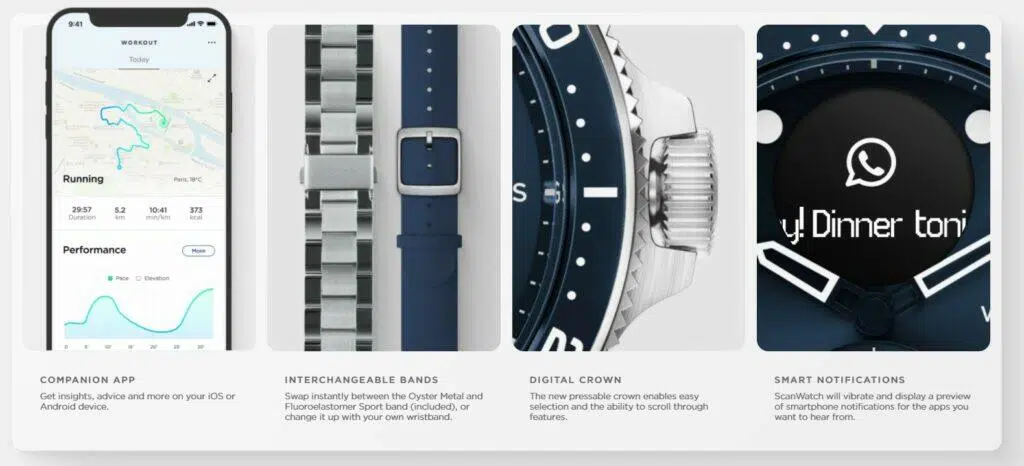 9:41
WORKOUT
Today
Running
Paris, 18°C
29:57 5.2 10:41 373
Duration km min/km kcal
Performance More
Pace Elevation
0 5' 10' 15' 20' 25' 30'
COMPANION APP
Get insights, advice and more on your iOS or
Android device.
INTERCHANGEABLE BANDS
Swap instantly between the Oyster Metal and
Fluoroelastomer Sport band (included), or
change it up with your own wristband.
S G
DIGITAL CROWN
The new pressable crown enables easy
selection and the ability to scroll through
features.
y! Dinner toni
SMART NOTIFICATIONS
ScanWatch will vibrate and display a preview
of smartphone notifications for the apps you
want to hear from.